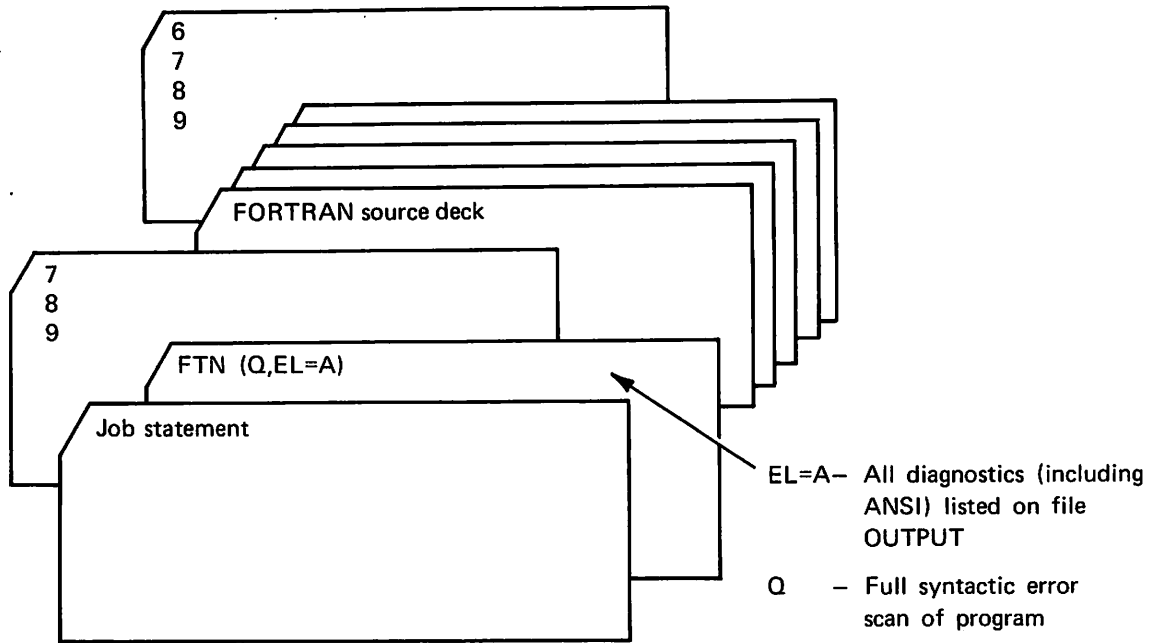 6
7
8
9
FORTRAN source deck
7
8
9
FTN (Q,EL=A)
Job statement
EL=A– All diagnostics (including
ANSI) listed on file
OUTPUT
Q – Full syntactic error
scan of program